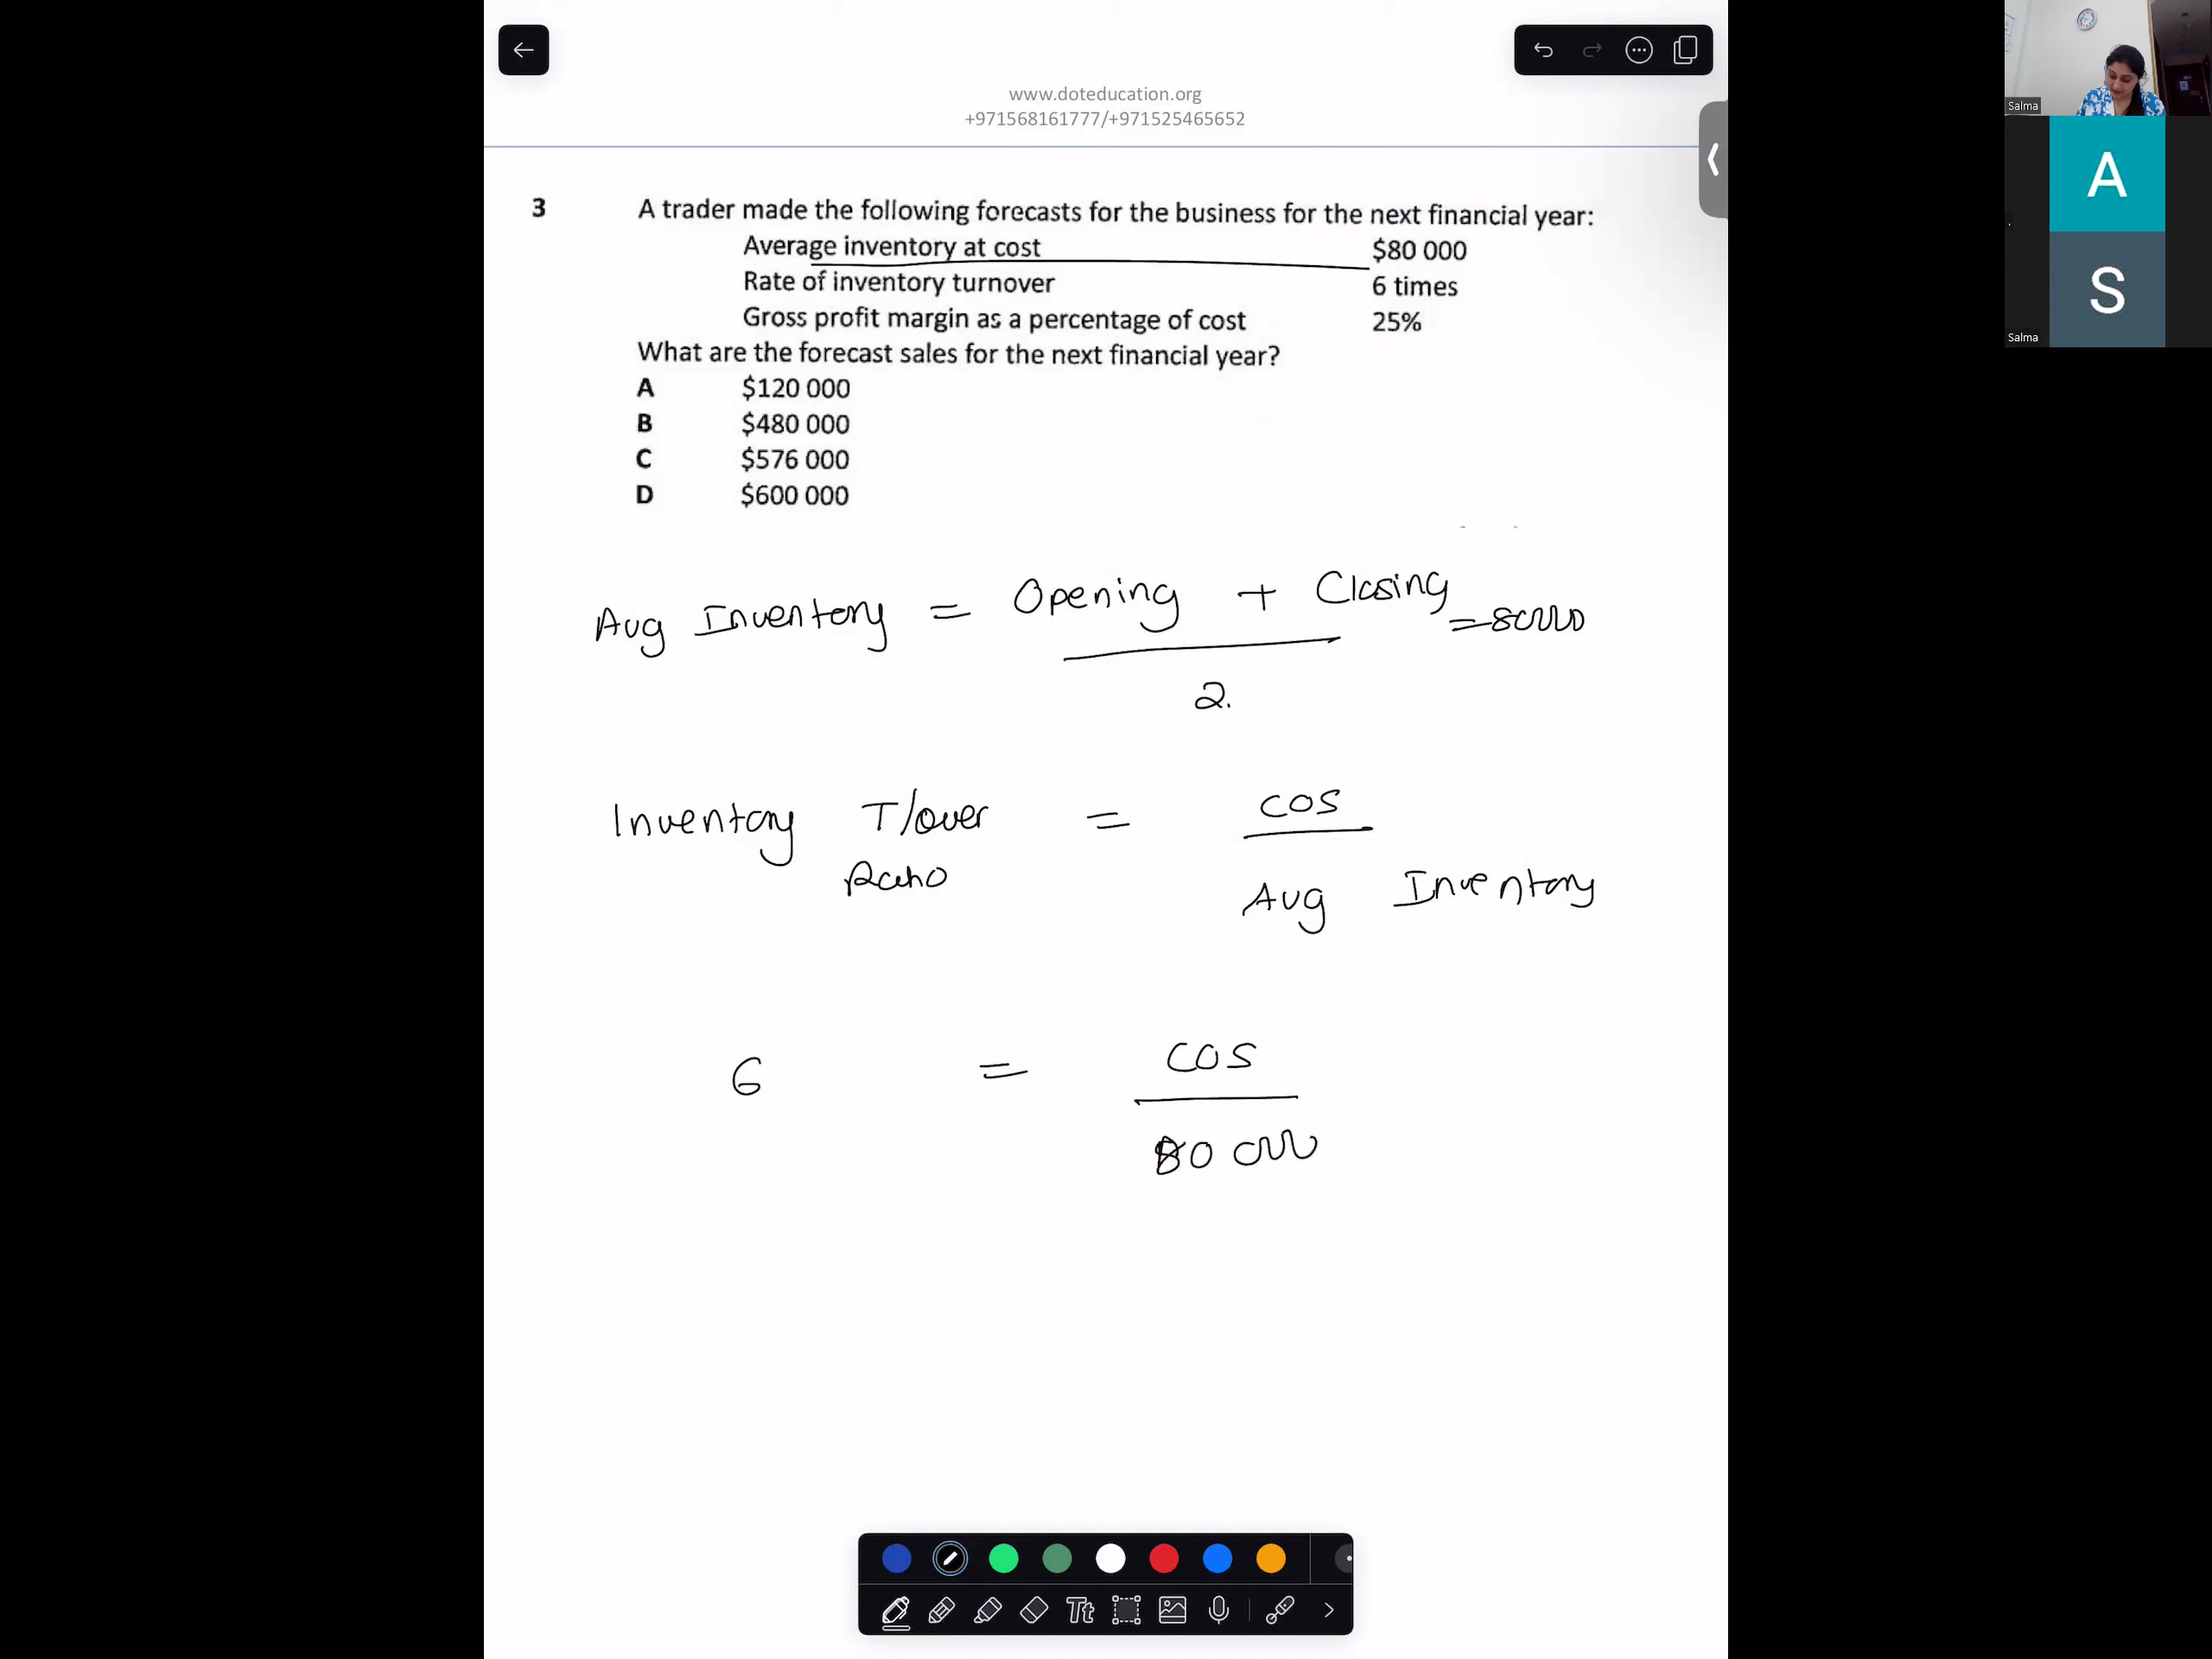 www.doteducation.org
+971568161777/+971525465652
3 A trader made the following forecasts for the business for the next financial year:
Average inventory at cost $80 000
Rate of inventory turnover 6 times
Gross profit margin as a percentage of cost 25%
What are the forecast sales for the next financial year?
A $120 000
B $480 000
C $576 000
D $600 000
Avg Inventory = Opening + Closing = 80000
2.
Inventory T/over = COS
Ratio Avg Inventory
6 = COS
80 000
Tt
Salma
A
S
Salma